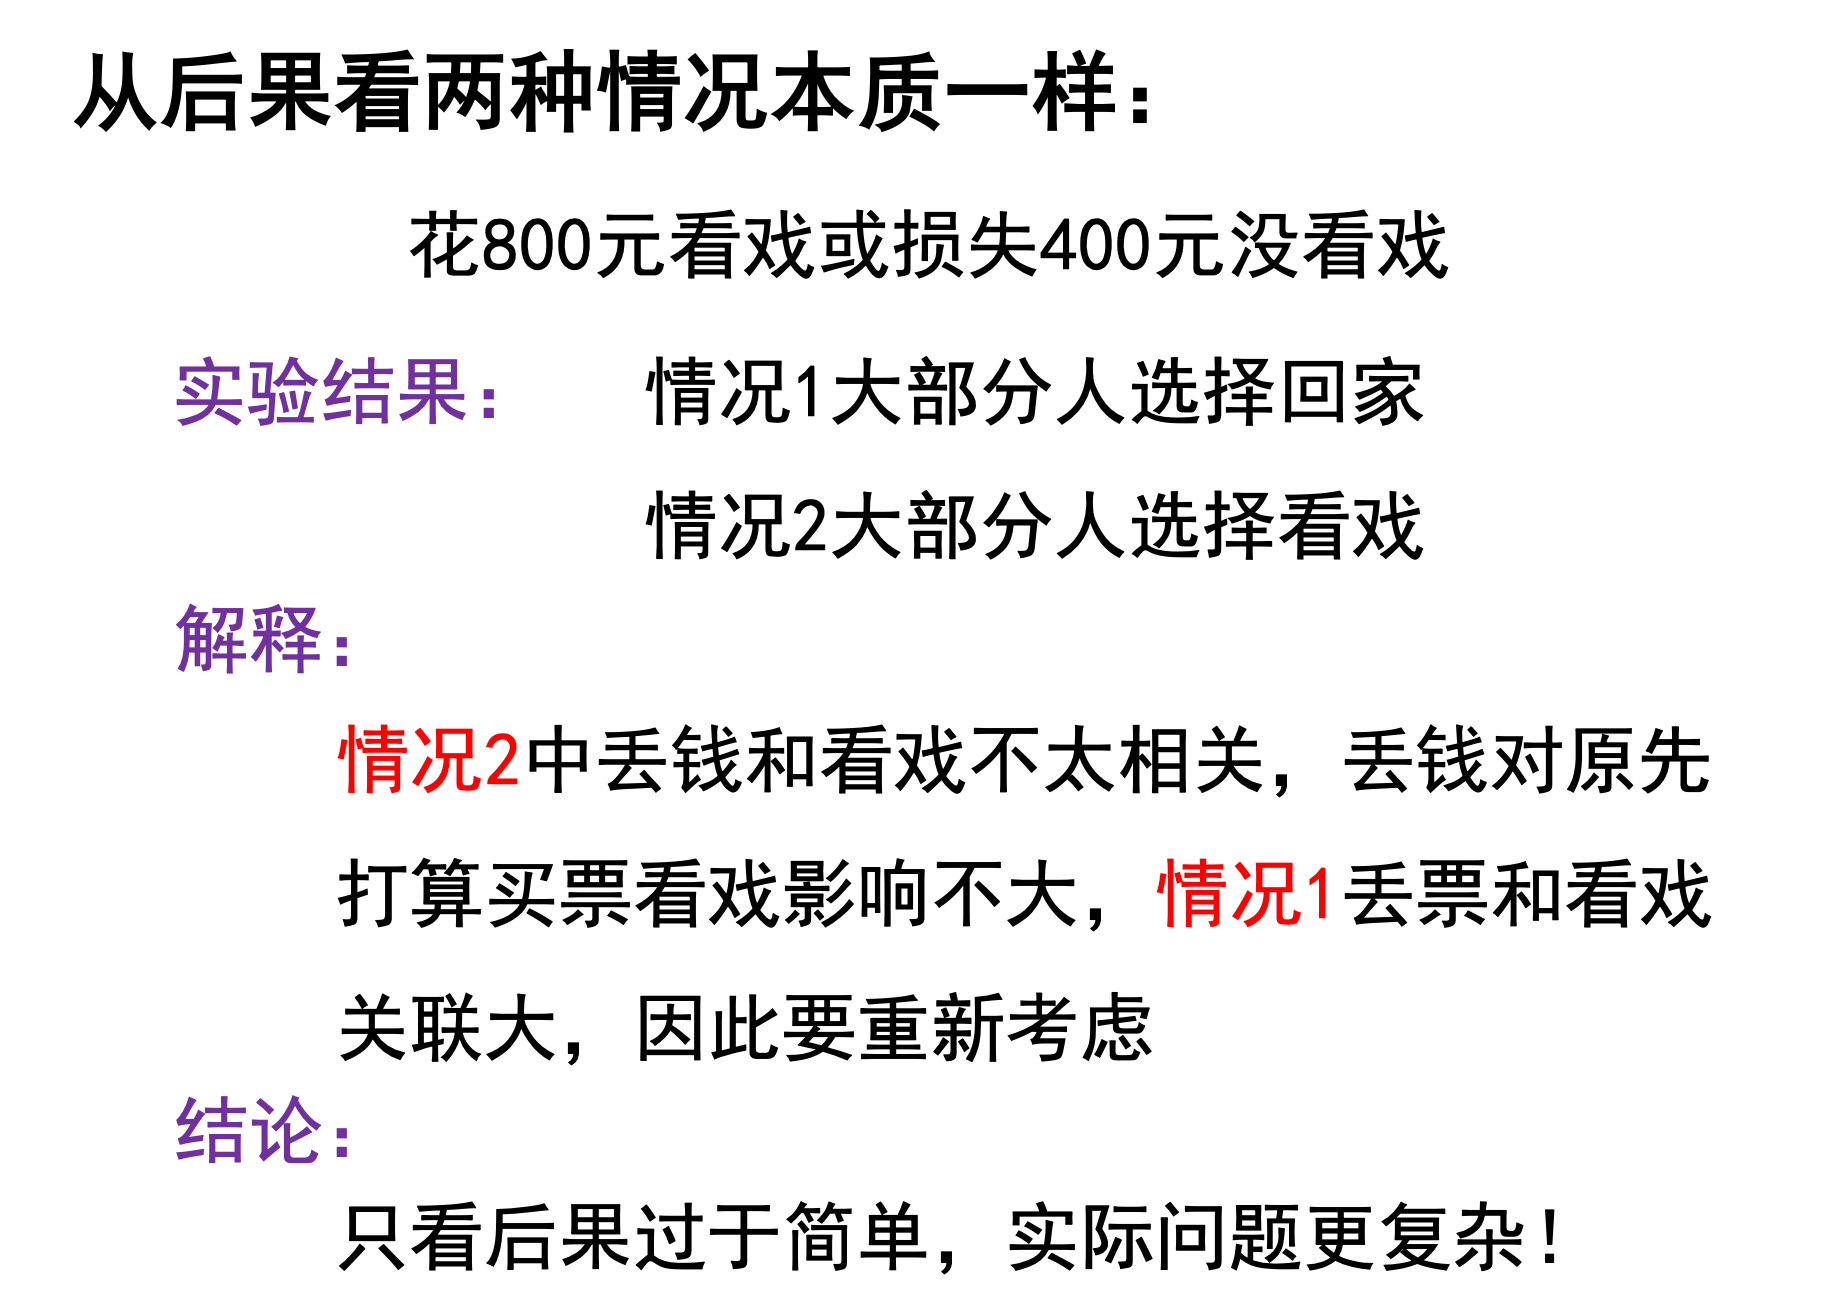 从后果看两种情况本质一样：
花800元看戏或损失400元没看戏
实验结果： 情况1大部分人选择回家
情况2大部分人选择看戏
解释：
情况2中丢钱和看戏不太相关，丢钱对原先
打算买票看戏影响不大，情况1丢票和看戏
关联大，因此要重新考虑
结论：
只看后果过于简单，实际问题更复杂！